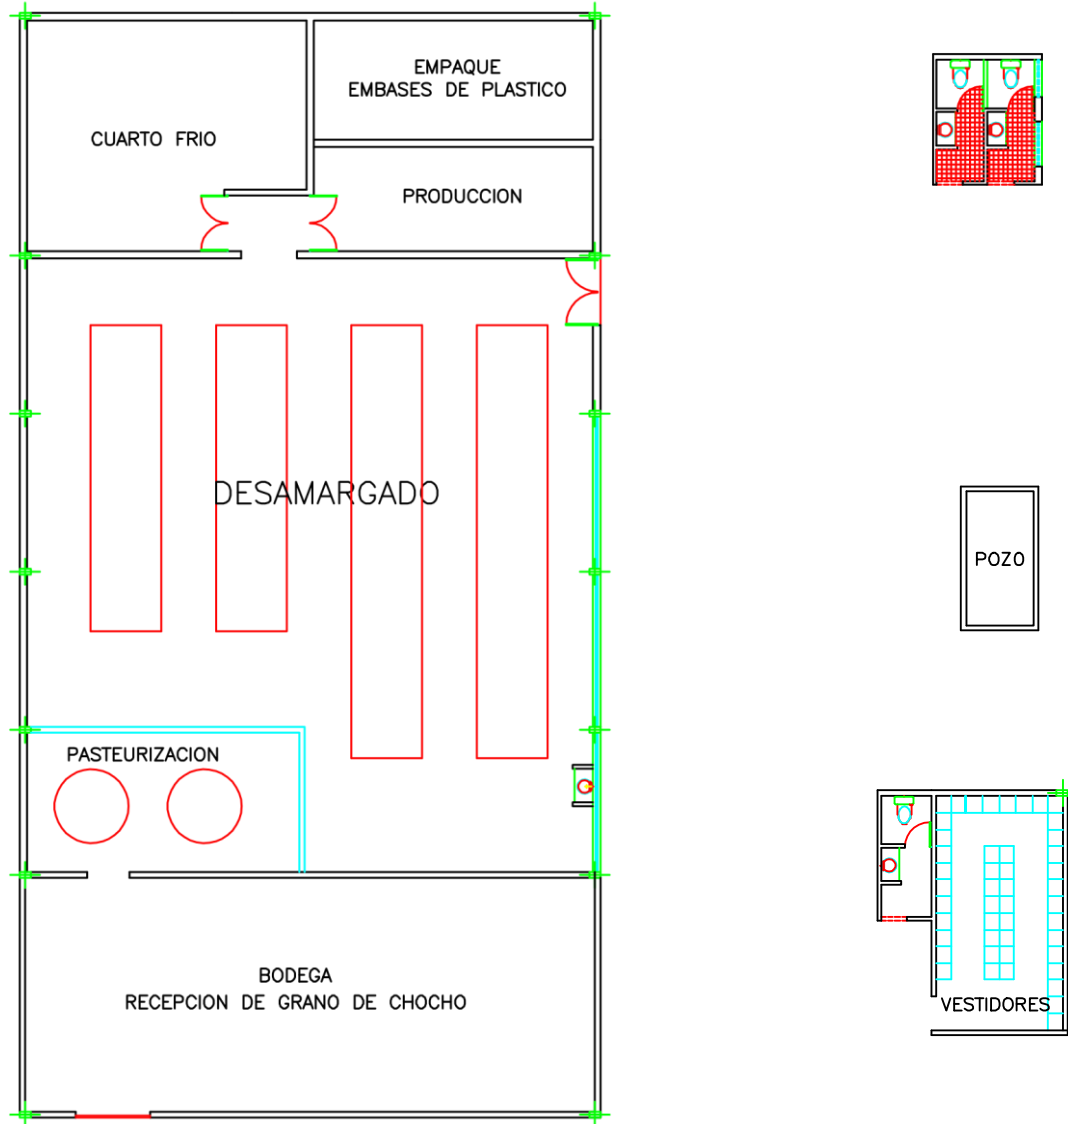 EMPAQUE
EMBASES DE PLASTICO
CUARTO FRIO
PRODUCCION
DESAMARGADO
POZO
PASTEURIZACION
BODEGA
RECEPCION DE GRANO DE CHOCHO
VESTIDORES